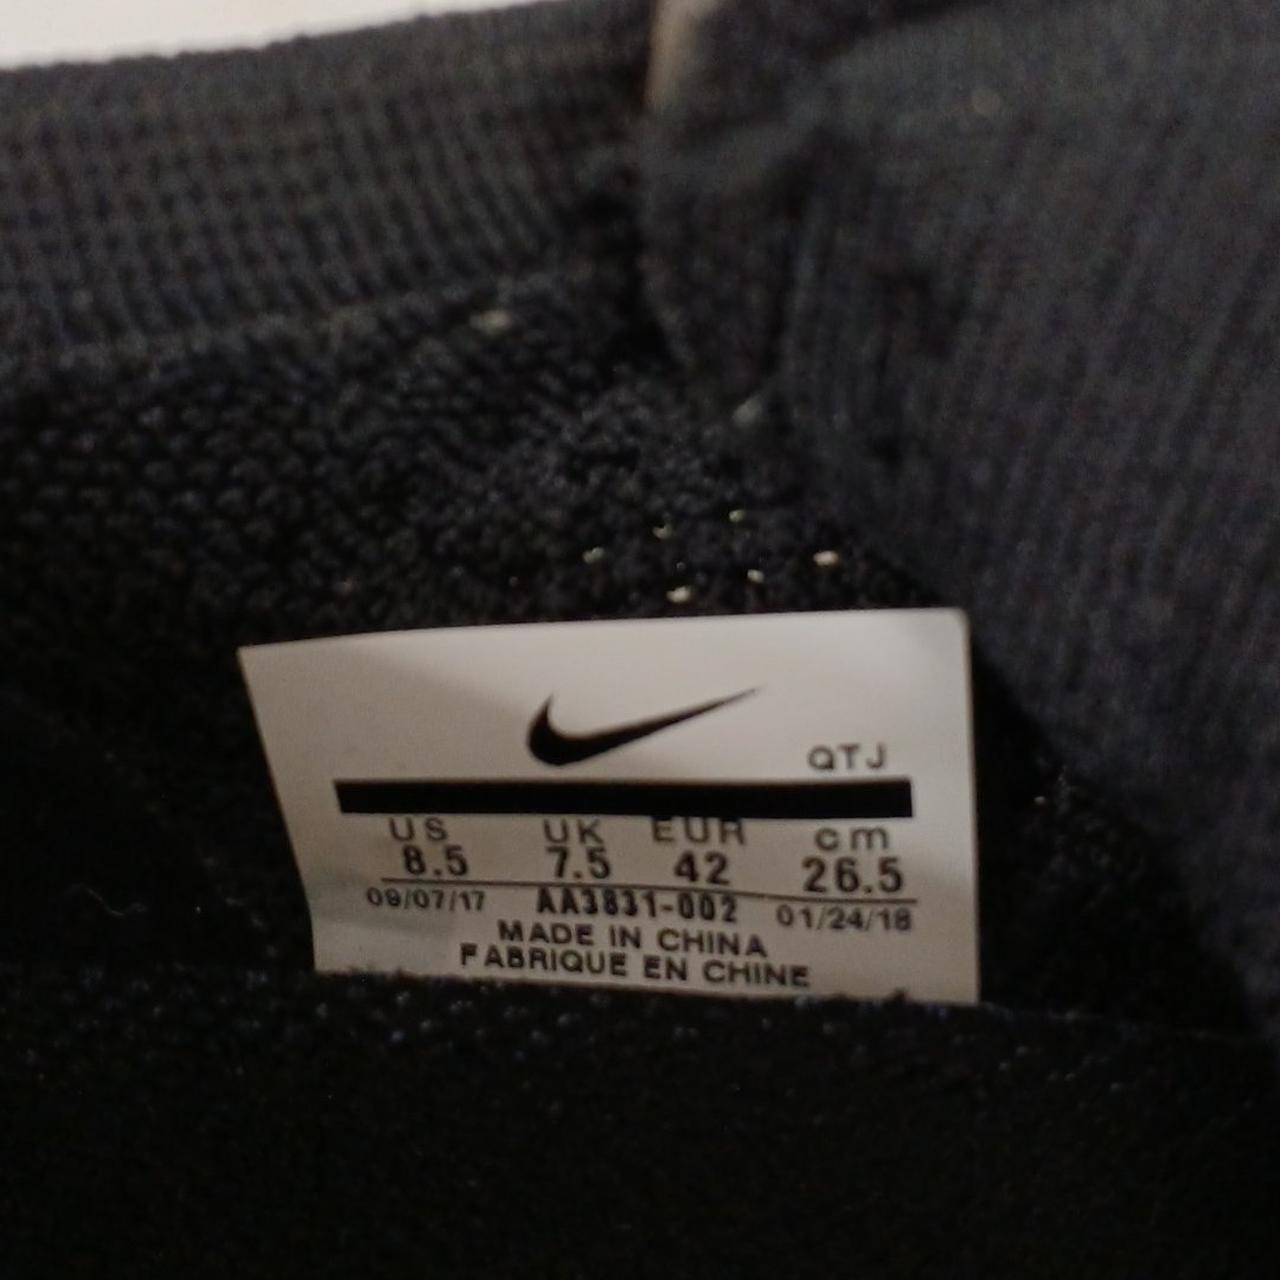 QTJ
US UK EUR cm
8.5 7.5 42 26.5
09/07/17 AA3831-002 01/24/18
MADE IN CHINA
FABRIQUE EN CHINE